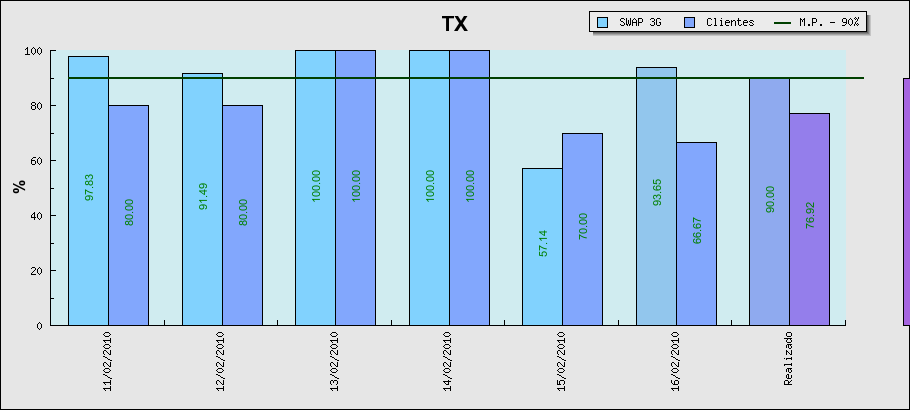 TX
SWAP 3G Clientes M.P. - 90%
%
100
80
60
40
20
0
97.83 80.00 91.49 80.00 100.00 100.00 100.00 100.00 57.14 70.00 93.65 66.67 90.00 76.92
11/02/2010 12/02/2010 13/02/2010 14/02/2010 15/02/2010 16/02/2010 Realizado